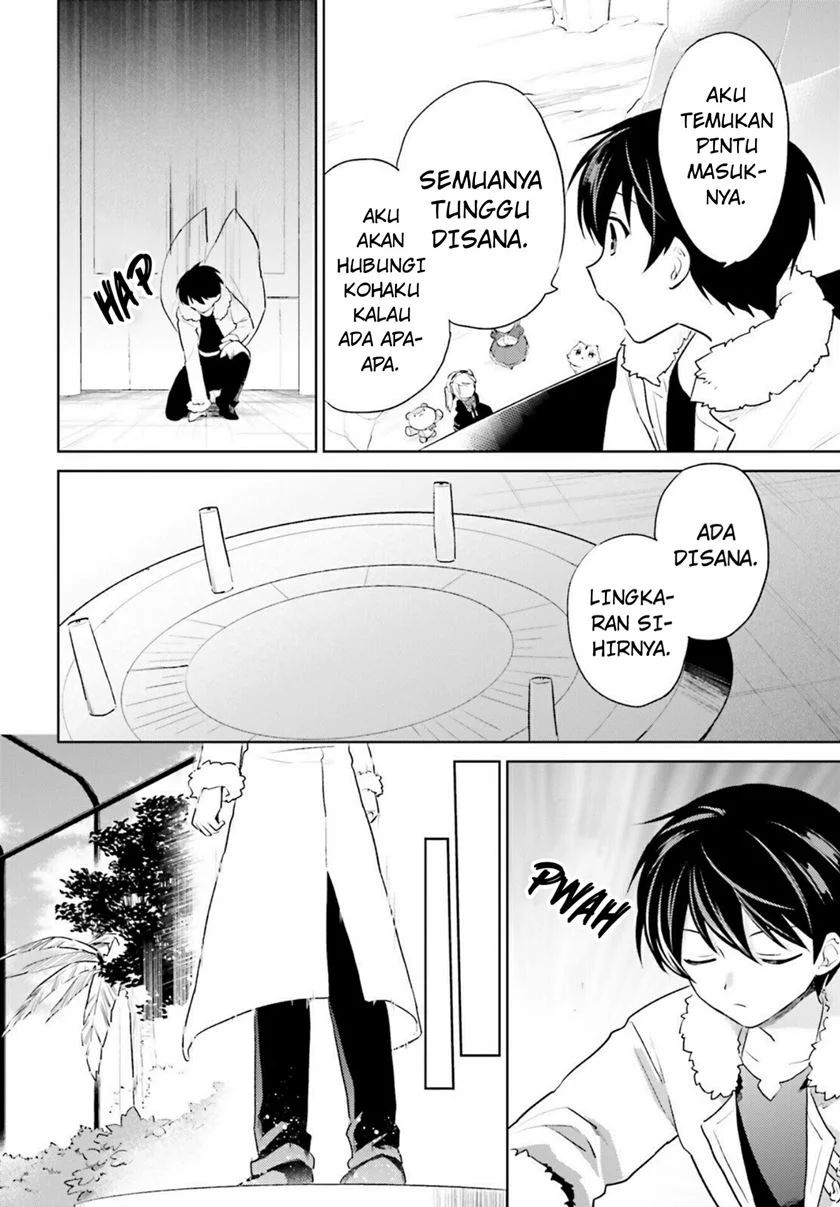 AKU
TEMUKAN
PINTU
MASUK-
NYA.
SEMUANYA
TUNGGU
DISANA.
AKU
AKAN
HUBUNGI
KOHAKU
KALAU
ADA APA-
APA.
HAP
ADA
DISANA.
LINGKA-
RAN SI-
HIRNYA.
PWAH